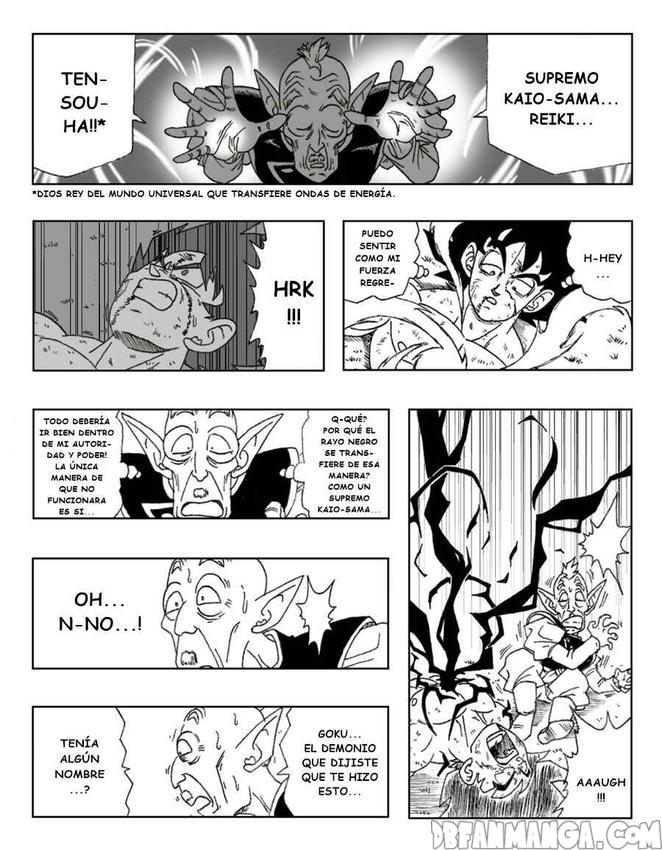 SUPREMO
KAIO-SAMA...
REIKI...
TEN-
SOU-
HA!!*
*DIOS REY DEL MUNDO UNIVERSAL QUE TRANSFIERE ONDAS DE ENERGÍA.
H-HEY
...
PUEDO
SENTIR
COMO MI
FUERZA
REGRE-
HRK
!!!
AAAUGH
!!!
Q-QUÉ?
POR QUÉ EL
RAYO NEGRO
SE TRANS-
FIERE DE ESA
MANERA?
COMO UN
SUPREMO
KAIO-SAMA...
TODO DEBERÍA
IR BIEN DENTRO
DE MI AUTORI-
DAD Y PODER!
LA ÚNICA
MANERA DE
QUE NO
FUNCIONARA
ES SI...
OH...
N-NO...!
GOKU...
EL DEMONIO
QUE DIJISTE
QUE TE HIZO
ESTO...
TENÍA
ALGÚN
NOMBRE
...?
DBFANMANGA.COM